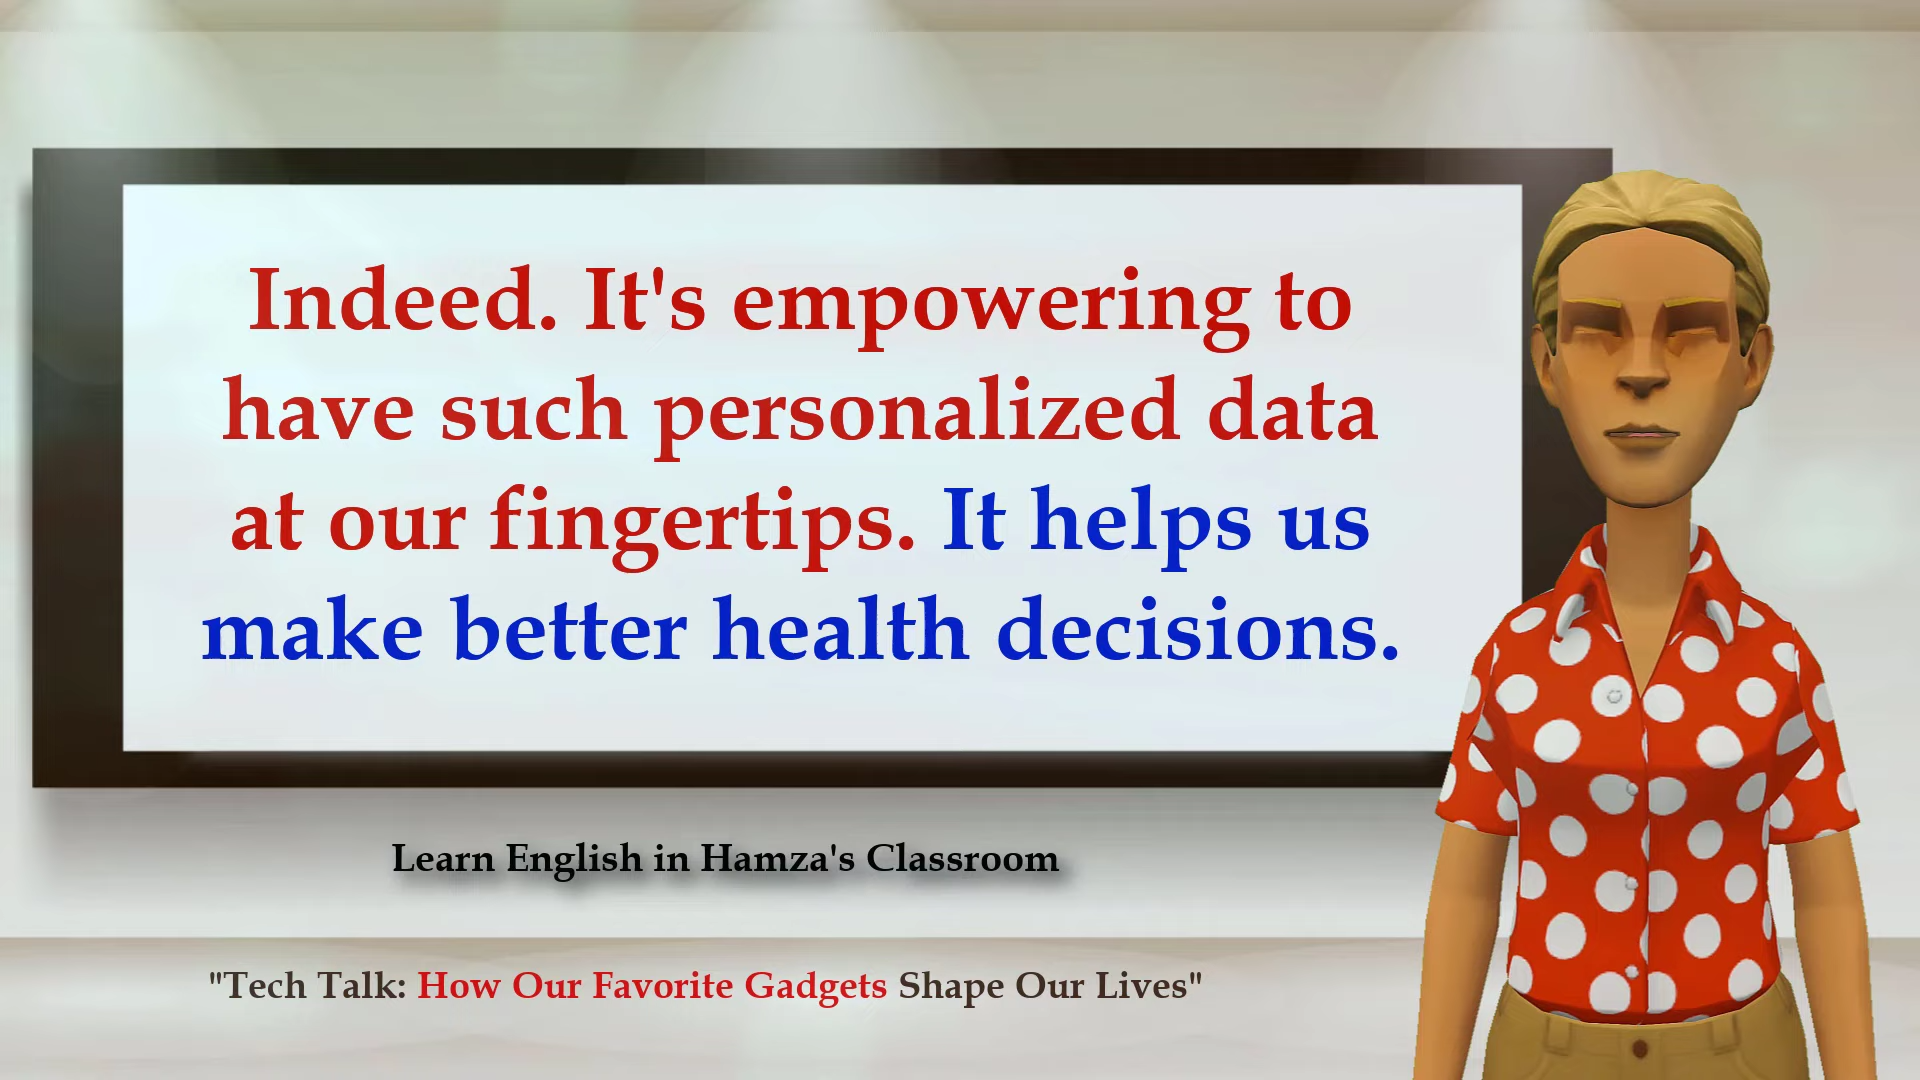 Indeed. It's empowering to
have such personalized data
at our fingertips. It helps us
make better health decisions.
Learn English in Hamza's Classroom
"Tech Talk: How Our Favorite Gadgets Shape Our Lives"